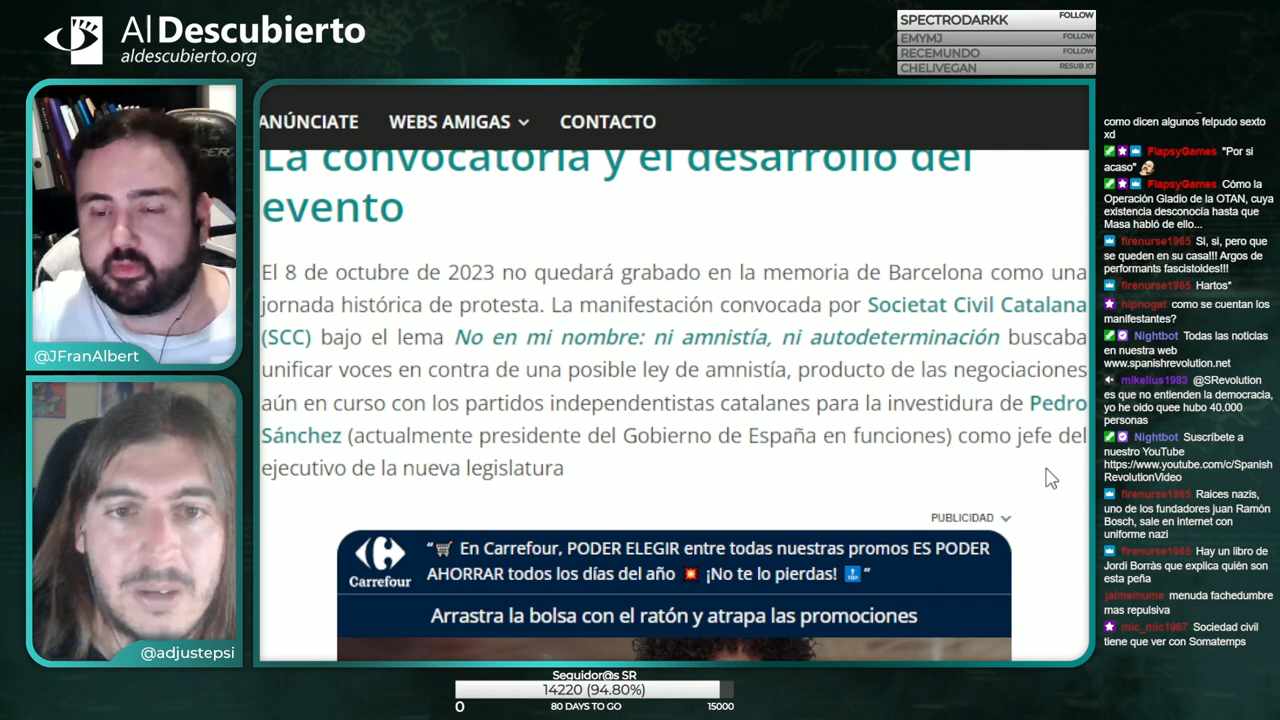 Al Descubierto
aldescubierto.org
SPECTRODARKK FOLLOW
EMYMJ FOLLOW
RECEMUNDO FOLLOW
CHELIVEGAN RESUB X7
ANÚNCIATE WEBS AMIGAS CONTACTO
La convocatoria y el desarrollo del
evento
El 8 de octubre de 2023 no quedará grabado en la memoria de Barcelona como una
jornada histórica de protesta. La manifestación convocada por Societat Civil Catalana
(SCC) bajo el lema No en mi nombre: ni amnistía, ni autodeterminación buscaba
unificar voces en contra de una posible ley de amnistía, producto de las negociaciones
aún en curso con los partidos independentistas catalanes para la investidura de Pedro
Sánchez (actualmente presidente del Gobierno de España en funciones) como jefe del
ejecutivo de la nueva legislatura
PUBLICIDAD
Carrefour
“🛒 En Carrefour, PODER ELEGIR entre todas nuestras promos ES PODER
AHORRAR todos los días del año 💥 ¡No te lo pierdas! 🔝”
Arrastra la bolsa con el ratón y atrapa las promociones
@JFranAlbert
@adjustepsi
como dicen algunos felpudo sexto
xd
FlapsyGames "Por si
acaso"
FlapsyGames Cómo la
Operación Gladio de la OTAN, cuya
existencia desconocía hasta que
Masa habló de ello...
firenurse1965 Si, si, pero que
se queden en su casa!!! Argos de
performants fascistoides!!!
firenurse1965 Hartos*
hipnogat como se cuentan los
manifestantes?
Nightbot Todas las noticias
en nuestra web
www.spanishrevolution.net
mikelius1983 @SRevolution
es que no entienden la democracia,
yo he oido quee hubo 40.000
personas
Nightbot Suscríbete a
nuestro YouTube
https://www.youtube.com/c/Spanish
RevolutionVideo
firenurse1965 Raices nazis,
uno de los fundadores juan Ramón
Bosch, sale en internet con
uniforme nazi
firenurse1965 Hay un libro de
Jordi Borràs que explica quién son
esta peña
jaimemume menuda fachedumbre
mas repulsiva
mic_mic1967 Sociedad civil
tiene que ver con Somatemps
Seguidor@s SR
14220 (94.80%)
0 80 DAYS TO GO 15000